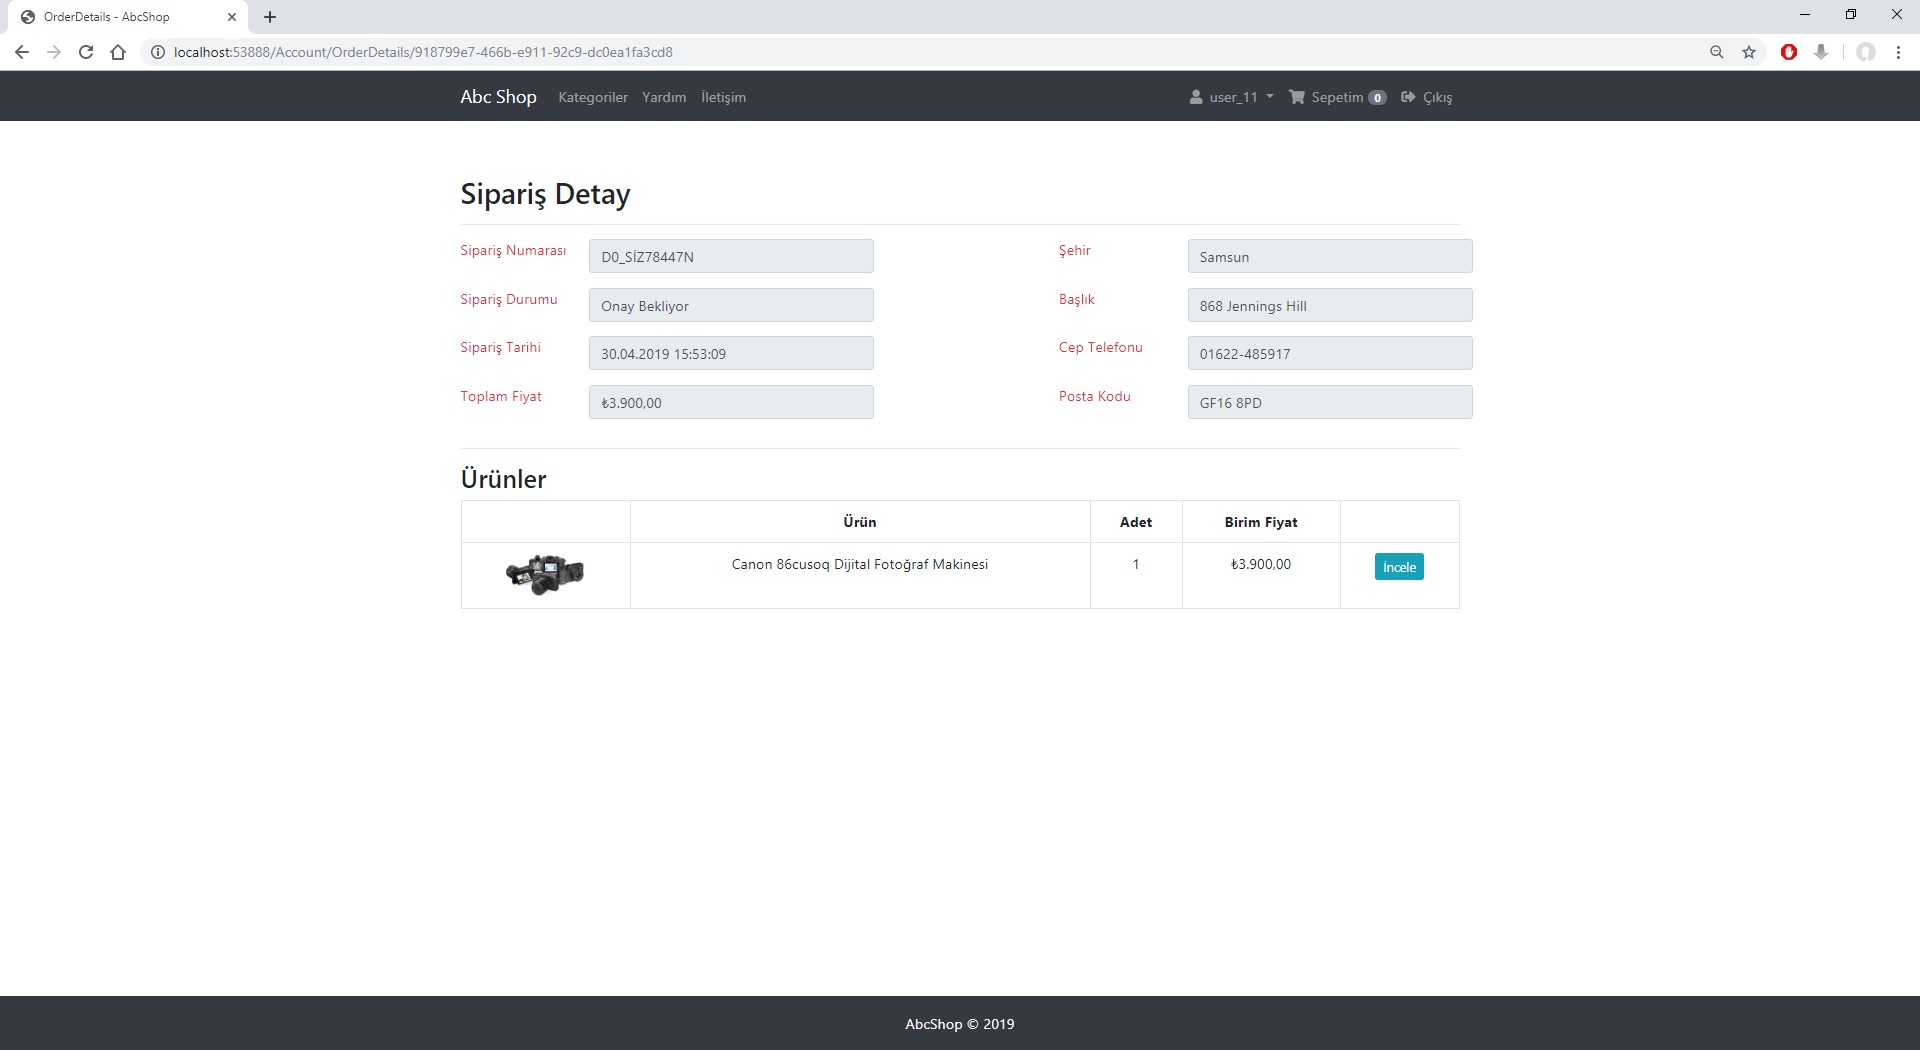 OrderDetails - AbcShop
localhost:53888/Account/OrderDetails/918799e7-466b-e911-92c9-dc0ea1fa3cd8
Abc Shop Kategoriler Yardım İletişim user_11 Sepetim 0 Çıkış
Sipariş Detay
Sipariş Numarası D0_SİZ78447N Şehir Samsun
Sipariş Durumu Onay Bekliyor Başlık 868 Jennings Hill
Sipariş Tarihi 30.04.2019 15:53:09 Cep Telefonu 01622-485917
Toplam Fiyat ₺3.900,00 Posta Kodu GF16 8PD
Ürünler
Ürün Adet Birim Fiyat
Canon 86cusoq Dijital Fotoğraf Makinesi 1 ₺3.900,00 İncele
AbcShop © 2019